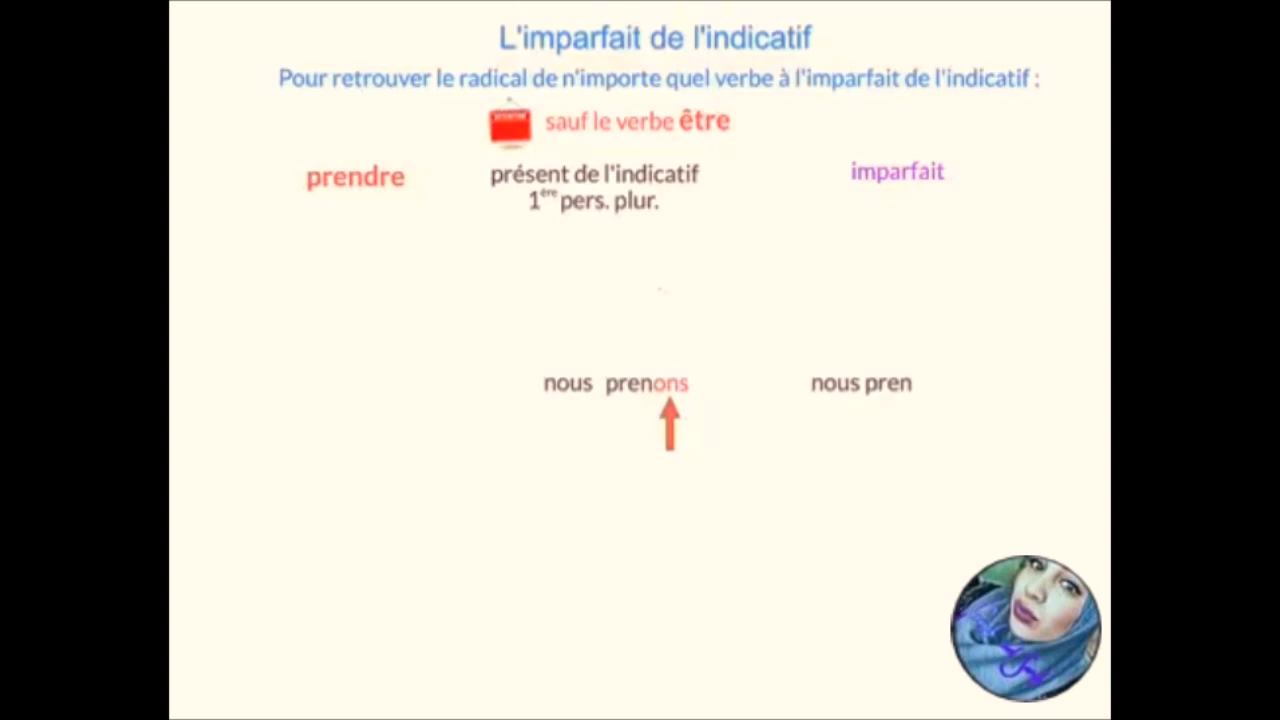 L'imparfait de l'indicatif
Pour retrouver le radical de n'importe quel verbe à l'imparfait de l'indicatif :
sauf le verbe être
prendre présent de l'indicatif imparfait
1ère pers. plur.
nous prenons nous pren